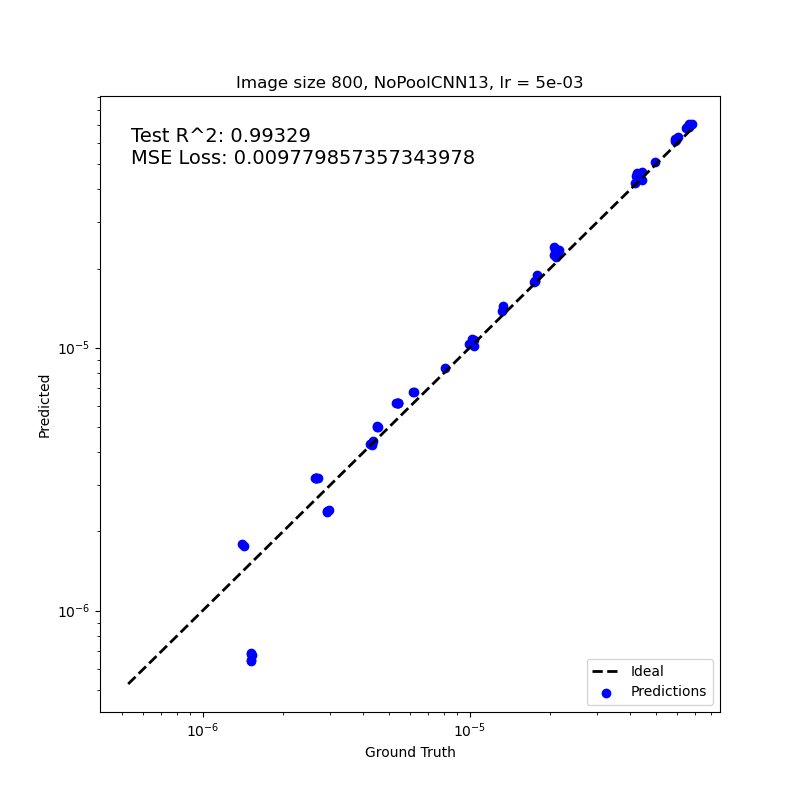 Image size 800, NoPoolCNN13, lr = 5e-03
Test R^2: 0.99329
MSE Loss: 0.009779857357343978
10⁻⁵
Predicted
10⁻⁶
Ideal
Predictions
10⁻⁶ 10⁻⁵
Ground Truth